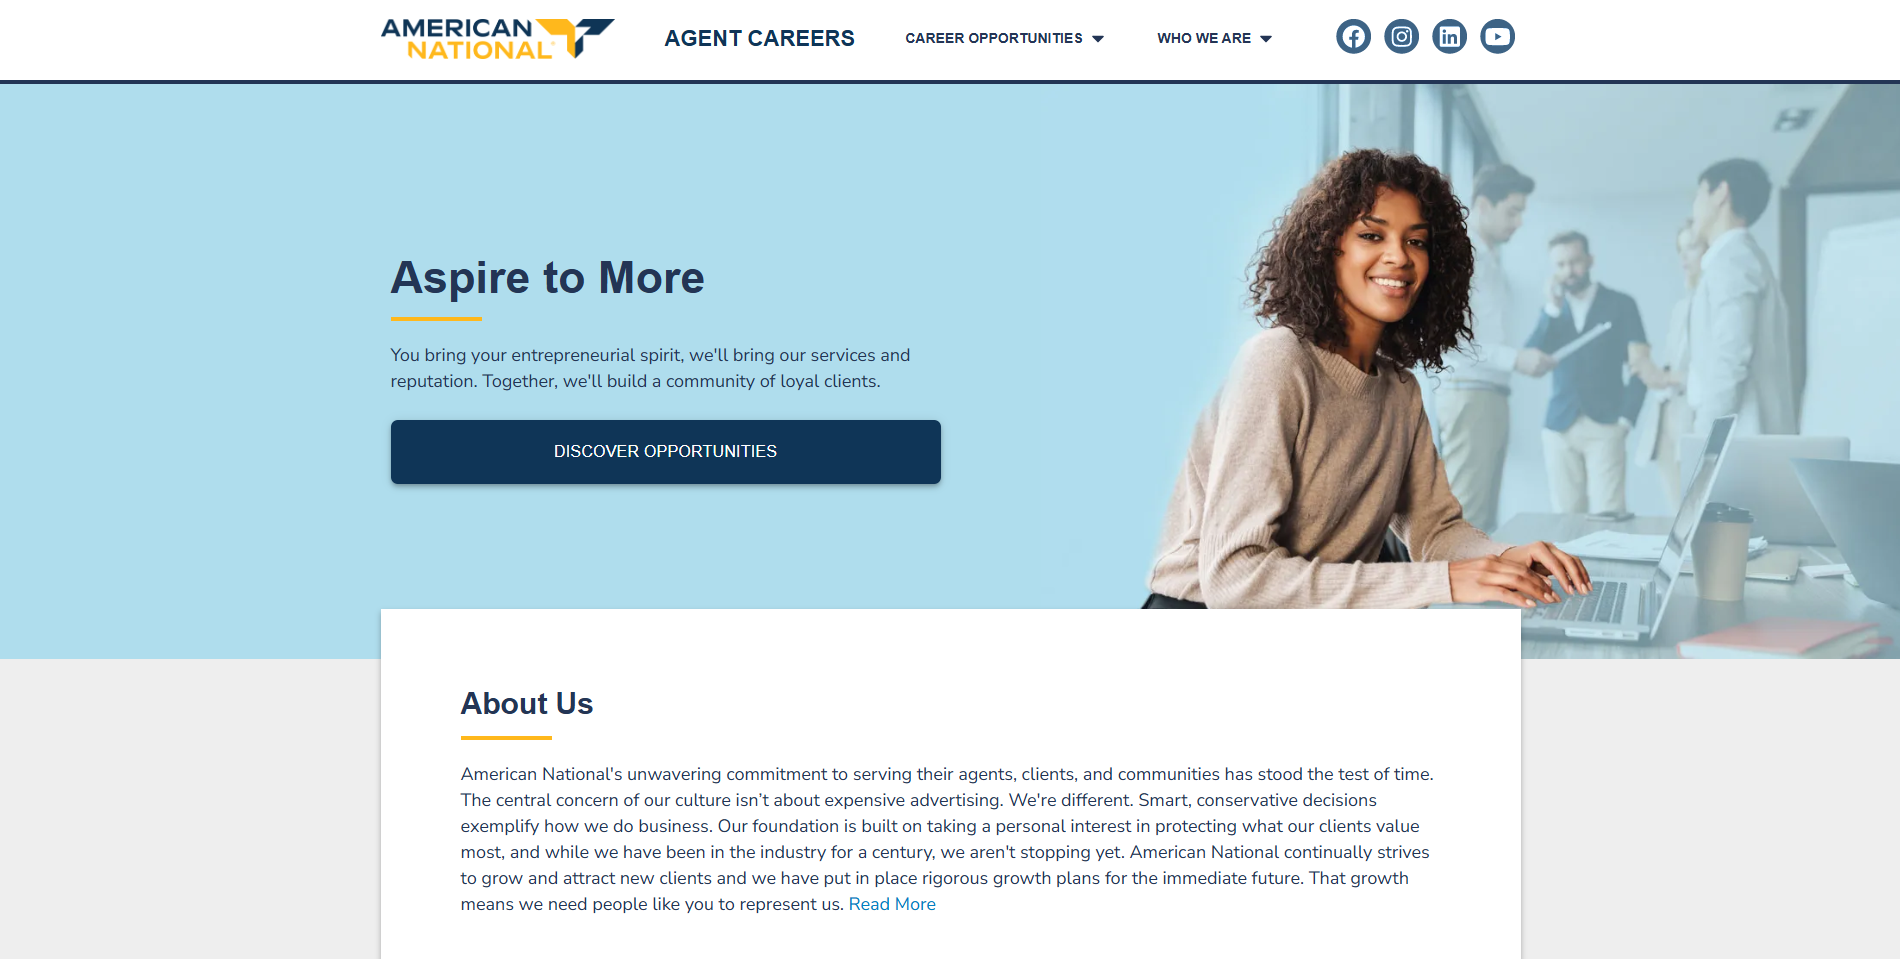 AMERICAN
NATIONAL
AGENT CAREERS
CAREER OPPORTUNITIES
WHO WE ARE
Aspire to More
You bring your entrepreneurial spirit, we'll bring our services and
reputation. Together, we'll build a community of loyal clients.
DISCOVER OPPORTUNITIES
About Us
American National's unwavering commitment to serving their agents, clients, and communities has stood the test of time.
The central concern of our culture isn’t about expensive advertising. We're different. Smart, conservative decisions
exemplify how we do business. Our foundation is built on taking a personal interest in protecting what our clients value
most, and while we have been in the industry for a century, we aren't stopping yet. American National continually strives
to grow and attract new clients and we have put in place rigorous growth plans for the immediate future. That growth
means we need people like you to represent us. Read More